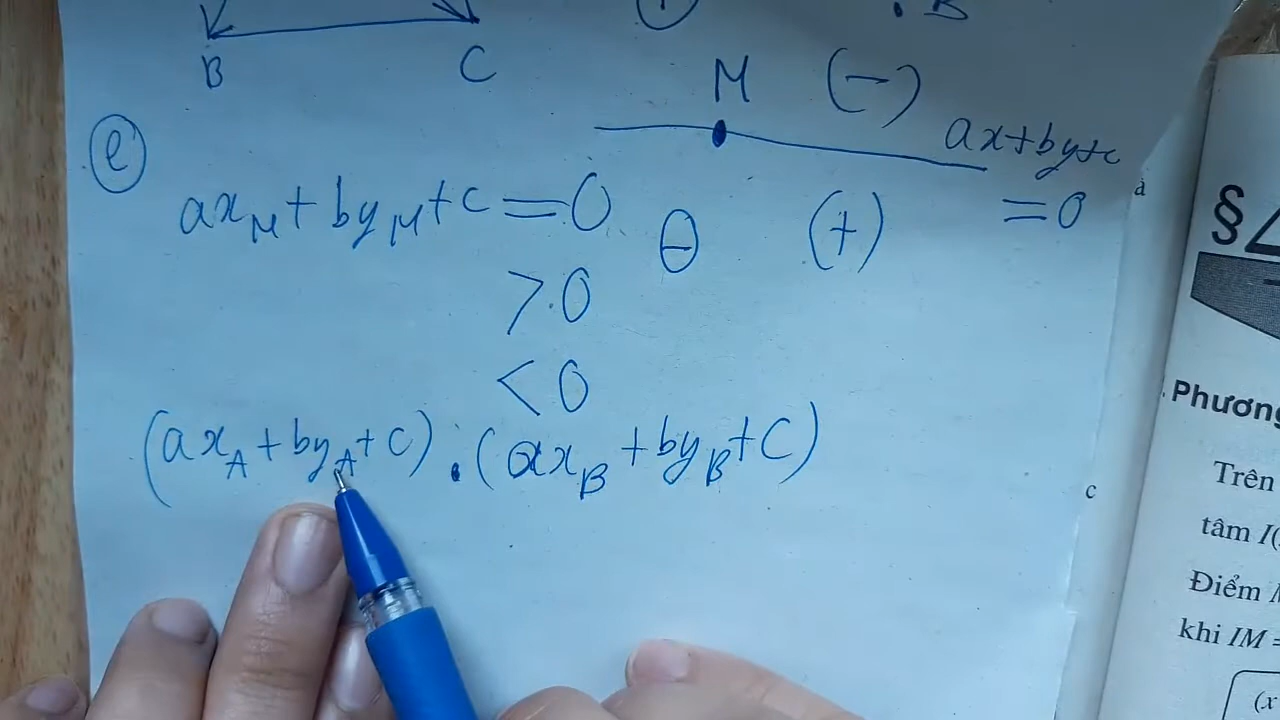 B C . B
M (-)
ax+by+c
=0
e
ax_M+by_M+c=0
θ (+)
>0
<0
(ax_A+by_A+c).(ax_B+by_B+c)
à
§
Phương
Trên
tâm I(
Điểm
khi IM =
(x
c